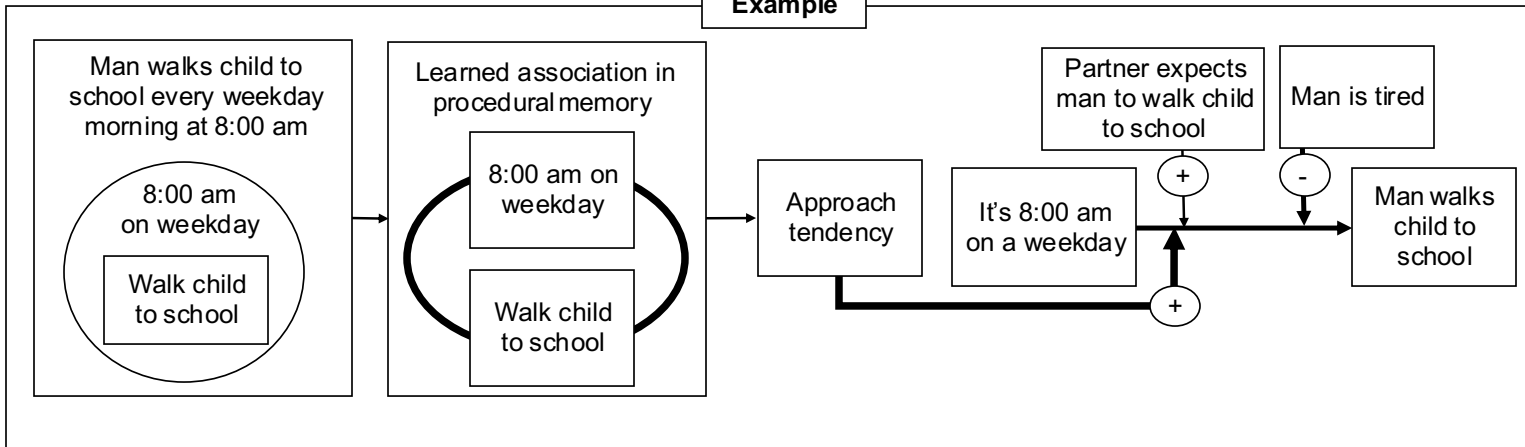 Example
Man walks child to
school every weekday
morning at 8:00 am
8:00 am
on weekday
Walk child
to school
Learned association in
procedural memory
8:00 am on
weekday
Walk child
to school
Approach
tendency
Partner expects
man to walk child
to school
+
Man is tired
-
It's 8:00 am
on a weekday
+
Man walks
child to
school